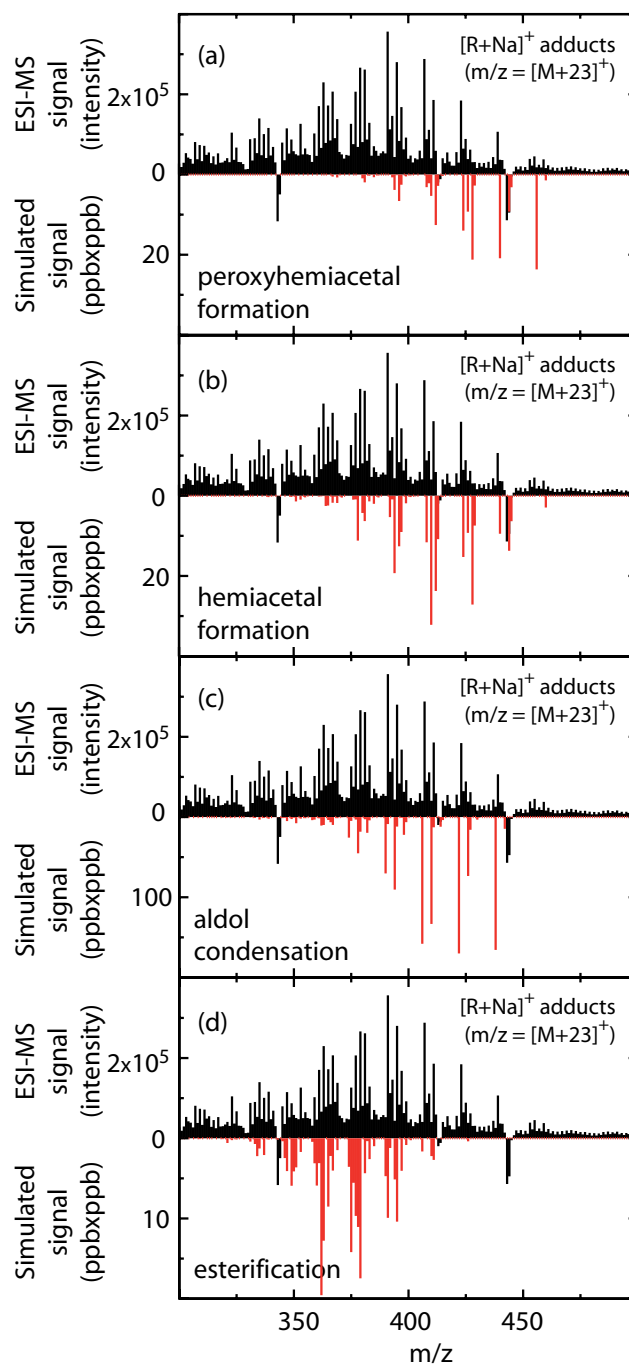 (a)
[R+Na]+ adducts
(m/z = [M+23]+)
ESI-MS
signal
(intensity)
2x10⁵
0
Simulated
signal
(ppbxppb)
20
peroxyhemiacetal
formation
(b)
[R+Na]+ adducts
(m/z = [M+23]+)
ESI-MS
signal
(intensity)
2x10⁵
0
Simulated
signal
(ppbxppb)
20
hemiacetal
formation
(c)
[R+Na]+ adducts
(m/z = [M+23]+)
ESI-MS
signal
(intensity)
2x10⁵
0
Simulated
signal
(ppbxppb)
100
aldol
condensation
(d)
[R+Na]+ adducts
(m/z = [M+23]+)
ESI-MS
signal
(intensity)
2x10⁵
0
Simulated
signal
(ppbxppb)
10
esterification
350 400 450
m/z